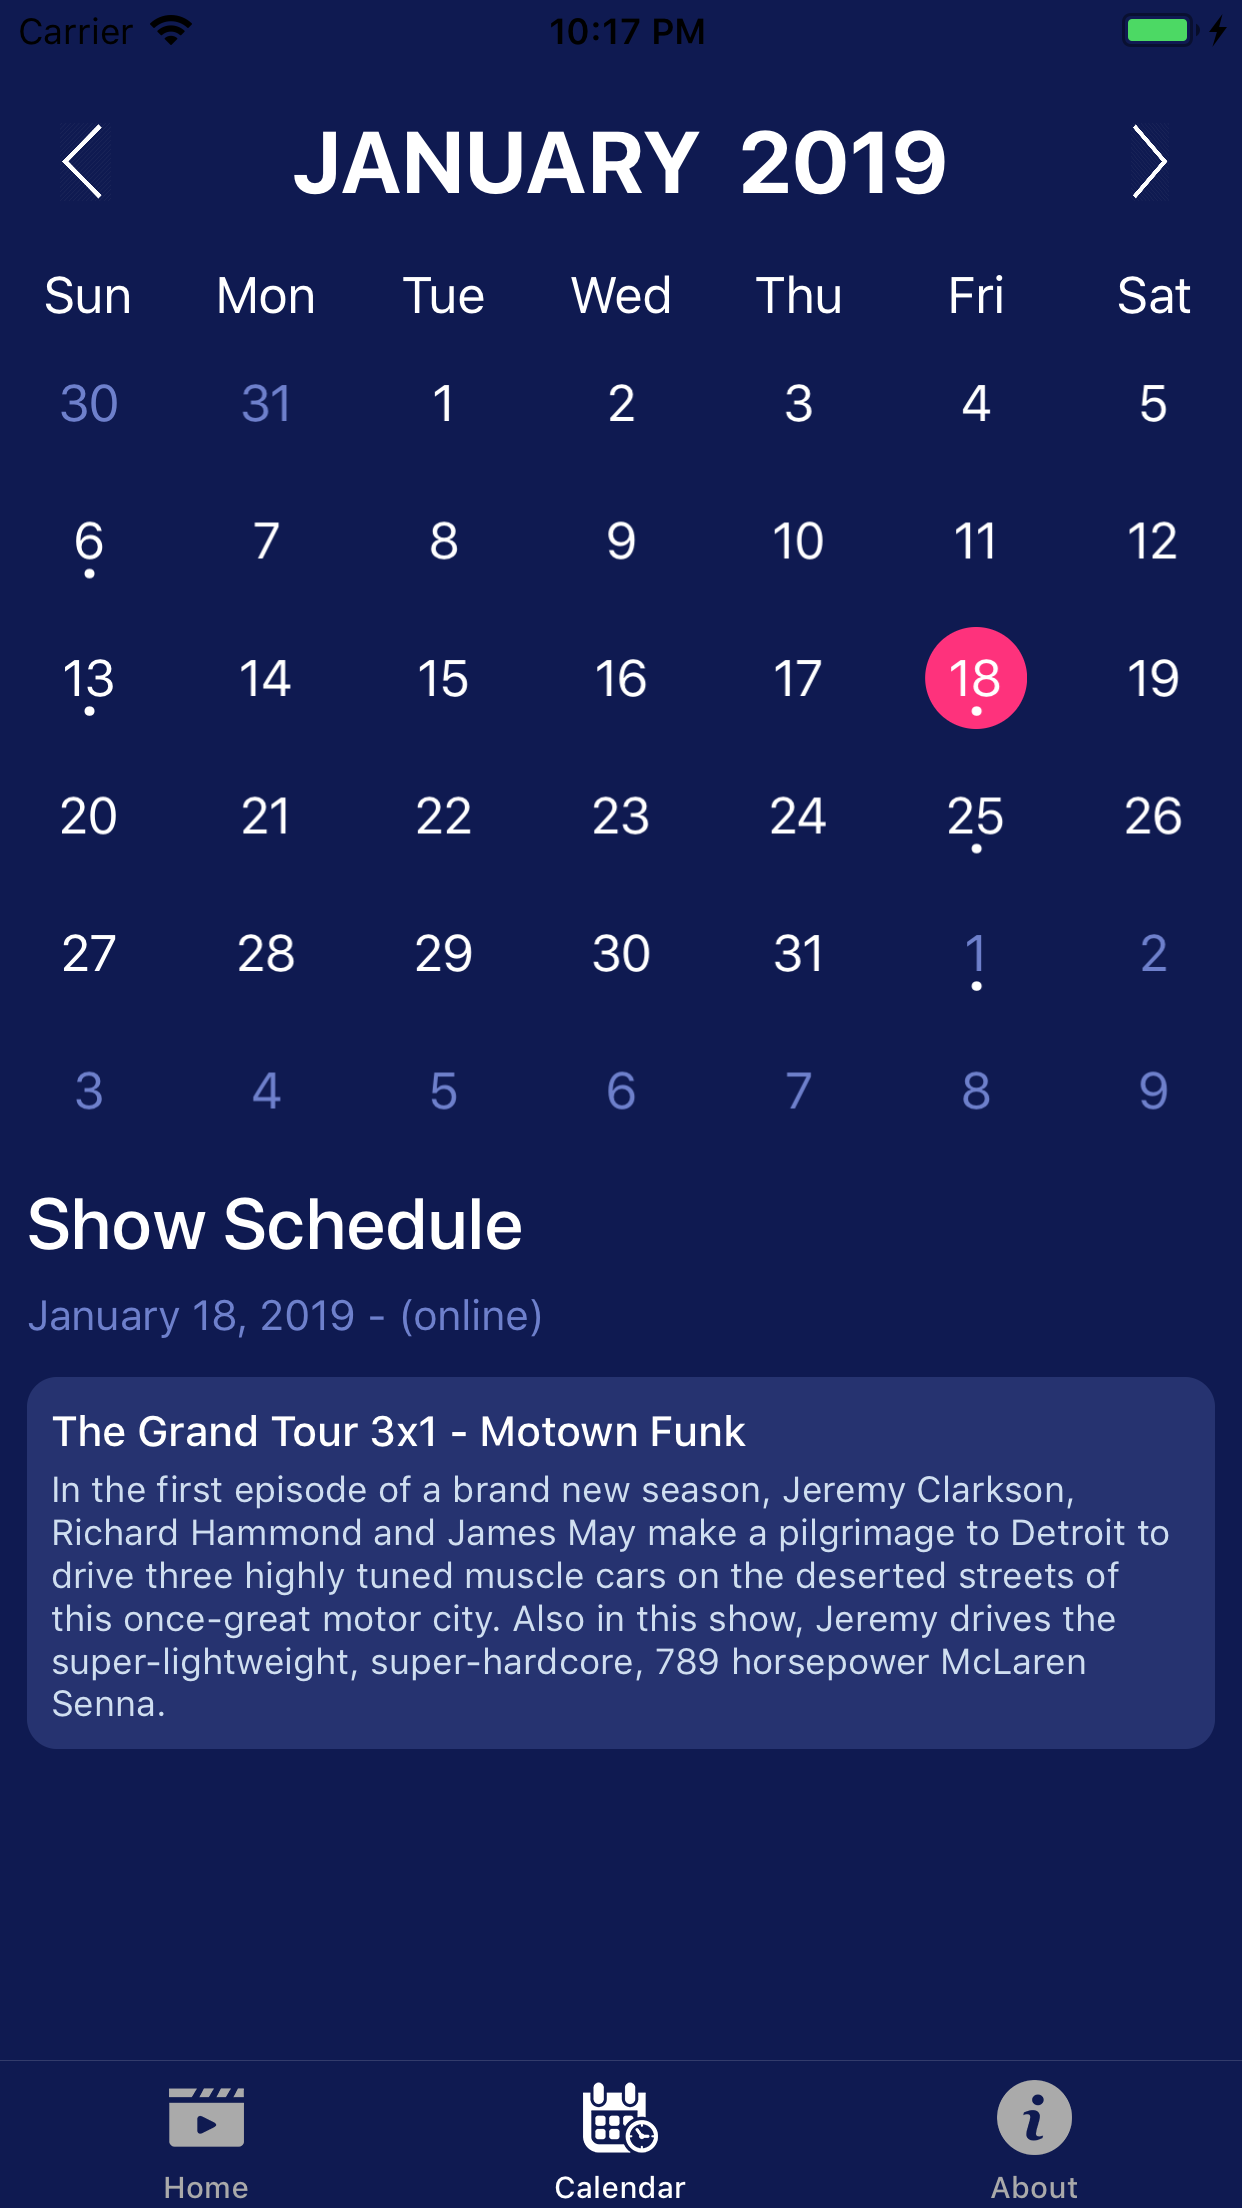 Carrier 10:17 PM
JANUARY 2019
Sun Mon Tue Wed Thu Fri Sat
30 31 1 2 3 4 5
6 7 8 9 10 11 12
13 14 15 16 17 18 19
20 21 22 23 24 25 26
27 28 29 30 31 1 2
3 4 5 6 7 8 9
Show Schedule
January 18, 2019 - (online)
The Grand Tour 3x1 - Motown Funk
In the first episode of a brand new season, Jeremy Clarkson,
Richard Hammond and James May make a pilgrimage to Detroit to
drive three highly tuned muscle cars on the deserted streets of
this once-great motor city. Also in this show, Jeremy drives the
super-lightweight, super-hardcore, 789 horsepower McLaren
Senna.
Home Calendar About